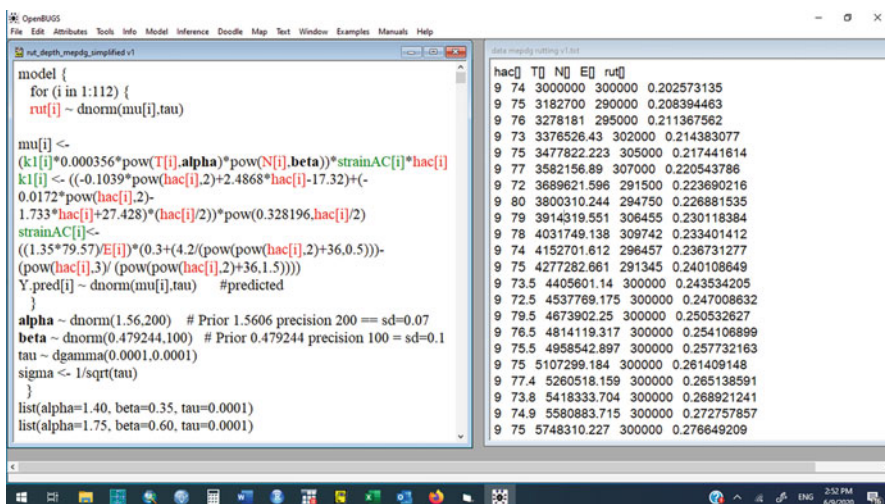 OpenBUGS
File Edit Attributes Tools Info Model Inference Doodle Map Text Window Examples Manuals Help
rut_depth_mepdg_simplified v1
model {
for (i in 1:112) {
rut[i] ~ dnorm(mu[i],tau)
mu[i] <-
(k1[i]*0.000356*pow(T[i],alpha)*pow(N[i],beta))*strainAC[i]*hac[i]
k1[i] <- ((-0.1039*pow(hac[i],2)+2.4868*hac[i]-17.32)+(-
0.0172*pow(hac[i],2)-
1.733*hac[i]+27.428)*(hac[i]/2))*pow(0.328196,hac[i]/2)
strainAC[i]<-
((1.35*79.57)/E[i])*(0.3+(4.2/(pow(pow(hac[i],2)+36,0.5)))-
(pow(hac[i],3)/ (pow(pow(hac[i],2)+36,1.5))))
Y.pred[i] ~ dnorm(mu[i],tau) #predicted
}
alpha ~ dnorm(1.56,200) # Prior 1.5606 precision 200 == sd=0.07
beta ~ dnorm(0.479244,100) # Prior 0.479244 precision 100 = sd=0.1
tau ~ dgamma(0.0001,0.0001)
sigma <- 1/sqrt(tau)
}
list(alpha=1.40, beta=0.35, tau=0.0001)
list(alpha=1.75, beta=0.60, tau=0.0001)
data mepdg rutting v1.txt
hac[] T[] N[] E[] rut[]
9 74 3000000 300000 0.202573135
9 75 3182700 290000 0.208394463
9 76 3278181 295000 0.211367562
9 73 3376526.43 302000 0.214383077
9 75 3477822.223 305000 0.217441614
9 77 3582156.89 307000 0.220543786
9 72 3689621.596 291500 0.223690216
9 80 3800310.244 294750 0.226881535
9 79 3914319.551 306455 0.230118384
9 78 4031749.138 309742 0.233401412
9 74 4152701.612 296457 0.236731277
9 75 4277282.661 291345 0.240108649
9 73.5 4405601.14 300000 0.243534205
9 72.5 4537769.175 300000 0.247008632
9 79.5 4673902.25 300000 0.250532627
9 76.5 4814119.317 300000 0.254106899
9 75.5 4958542.897 300000 0.257732163
9 75 5107299.184 300000 0.261409148
9 77.4 5260518.159 300000 0.265138591
9 73.8 5418333.704 300000 0.268921241
9 74.9 5580883.715 300000 0.272757857
9 75 5748310.227 300000 0.276649209
ENG
2:52 PM
6/9/2020